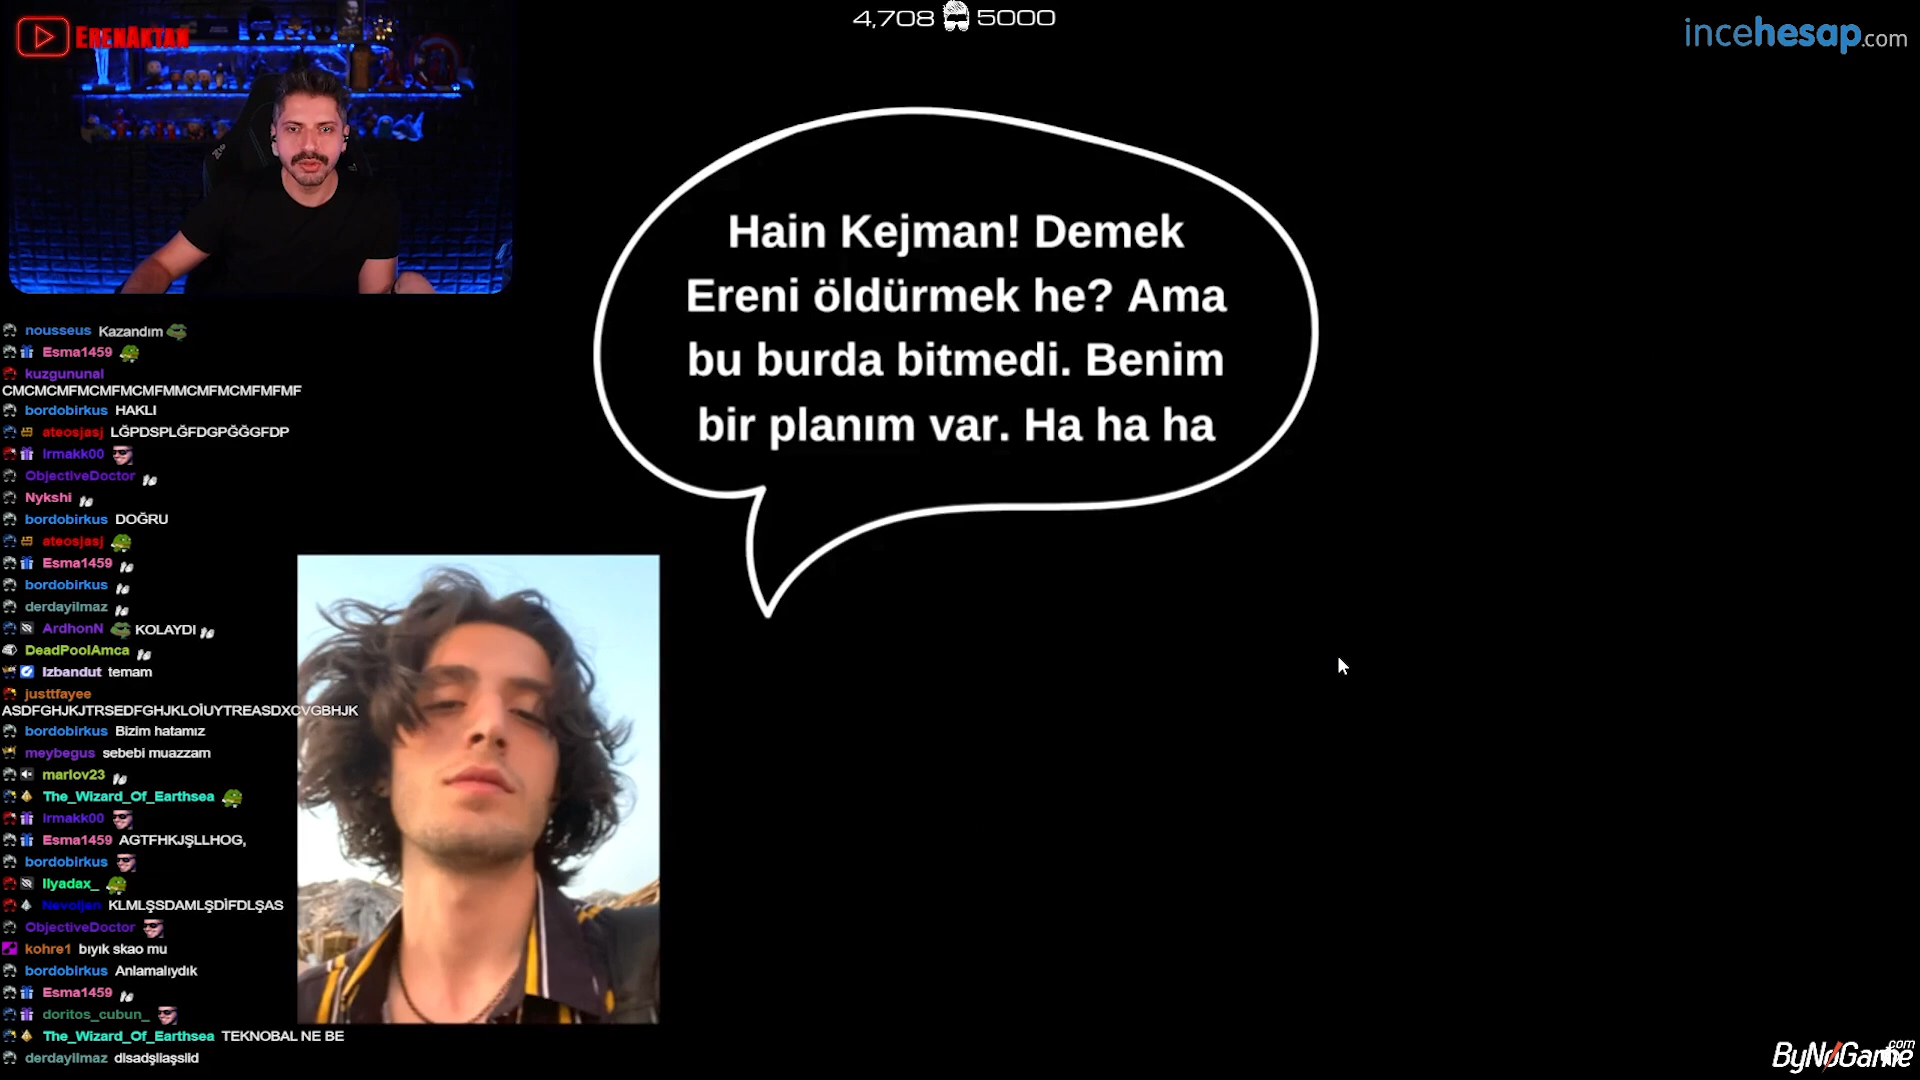 ERENAKTAN
4,708 5000
incehesap.com
Hain Kejman! Demek
Ereni öldürmek he? Ama
bu burda bitmedi. Benim
bir planım var. Ha ha ha
nousseus Kazandım
Esma1459
kuzgununal
CMCMCMFMCMFMCMFMMCMFMCMFMFMF
bordobirkus HAKLI
ateosjasj LĞPDSPLĞFDGPĞĞGFDP
Irmakk00
ObjectiveDoctor
Nykshi
bordobirkus DOĞRU
ateosjasj
Esma1459
bordobirkus
derdayilmaz
ArdhonN KOLAYDI
DeadPoolAmca
Izbandut temam
justtfayee
ASDFGHJKJTRSEDFGHJKLOİUYTREASDXCVGBHJK
bordobirkus Bizim hatamız
meybegus sebebi muazzam
marlov23
The_Wizard_Of_Earthsea
Irmakk00
Esma1459 AGTFHKJŞLLHOG,
bordobirkus
Ilyadax_
Nevoljen KLMLŞSDAMLŞDİFDLŞAS
ObjectiveDoctor
kohre1 bıyık skao mu
bordobirkus Anlamalıydık
Esma1459
doritos_cubun_
The_Wizard_Of_Earthsea TEKNOBAL NE BE
derdayilmaz
ByNoGame.com